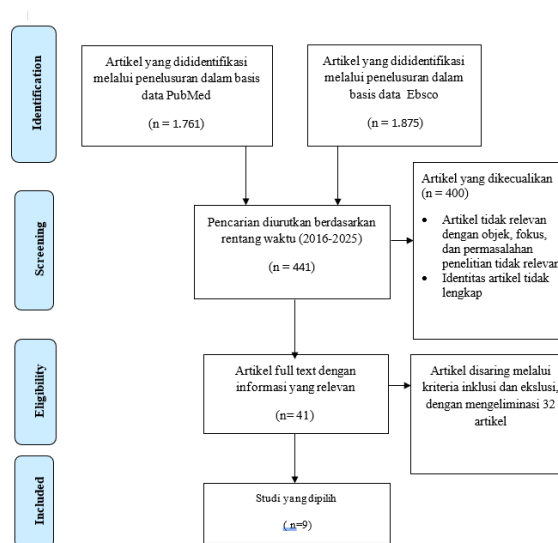 Identification
Artikel yang dididentifikasi
melalui penelusuran dalam basis
data PubMed
(n = 1.761)
Artikel yang dididentifikasi
melalui penelusuran dalam
basis data Ebsco
(n = 1.875)
Screening
Pencarian diurutkan berdasarkan
rentang waktu (2016-2025)
(n = 441)
Artikel yang dikecualikan
(n = 400)
• Artikel tidak relevan
dengan objek, fokus,
dan permasalahan
penelitian tidak relevan
• Identitas artikel tidak
lengkap
Eligibility
Artikel full text dengan
informasi yang relevan
(n= 41)
Artikel disaring melalui
kriteria inklusi dan ekslusi,
dengan mengeliminasi 32
artikel
Included
Studi yang dipilih
( n=9)